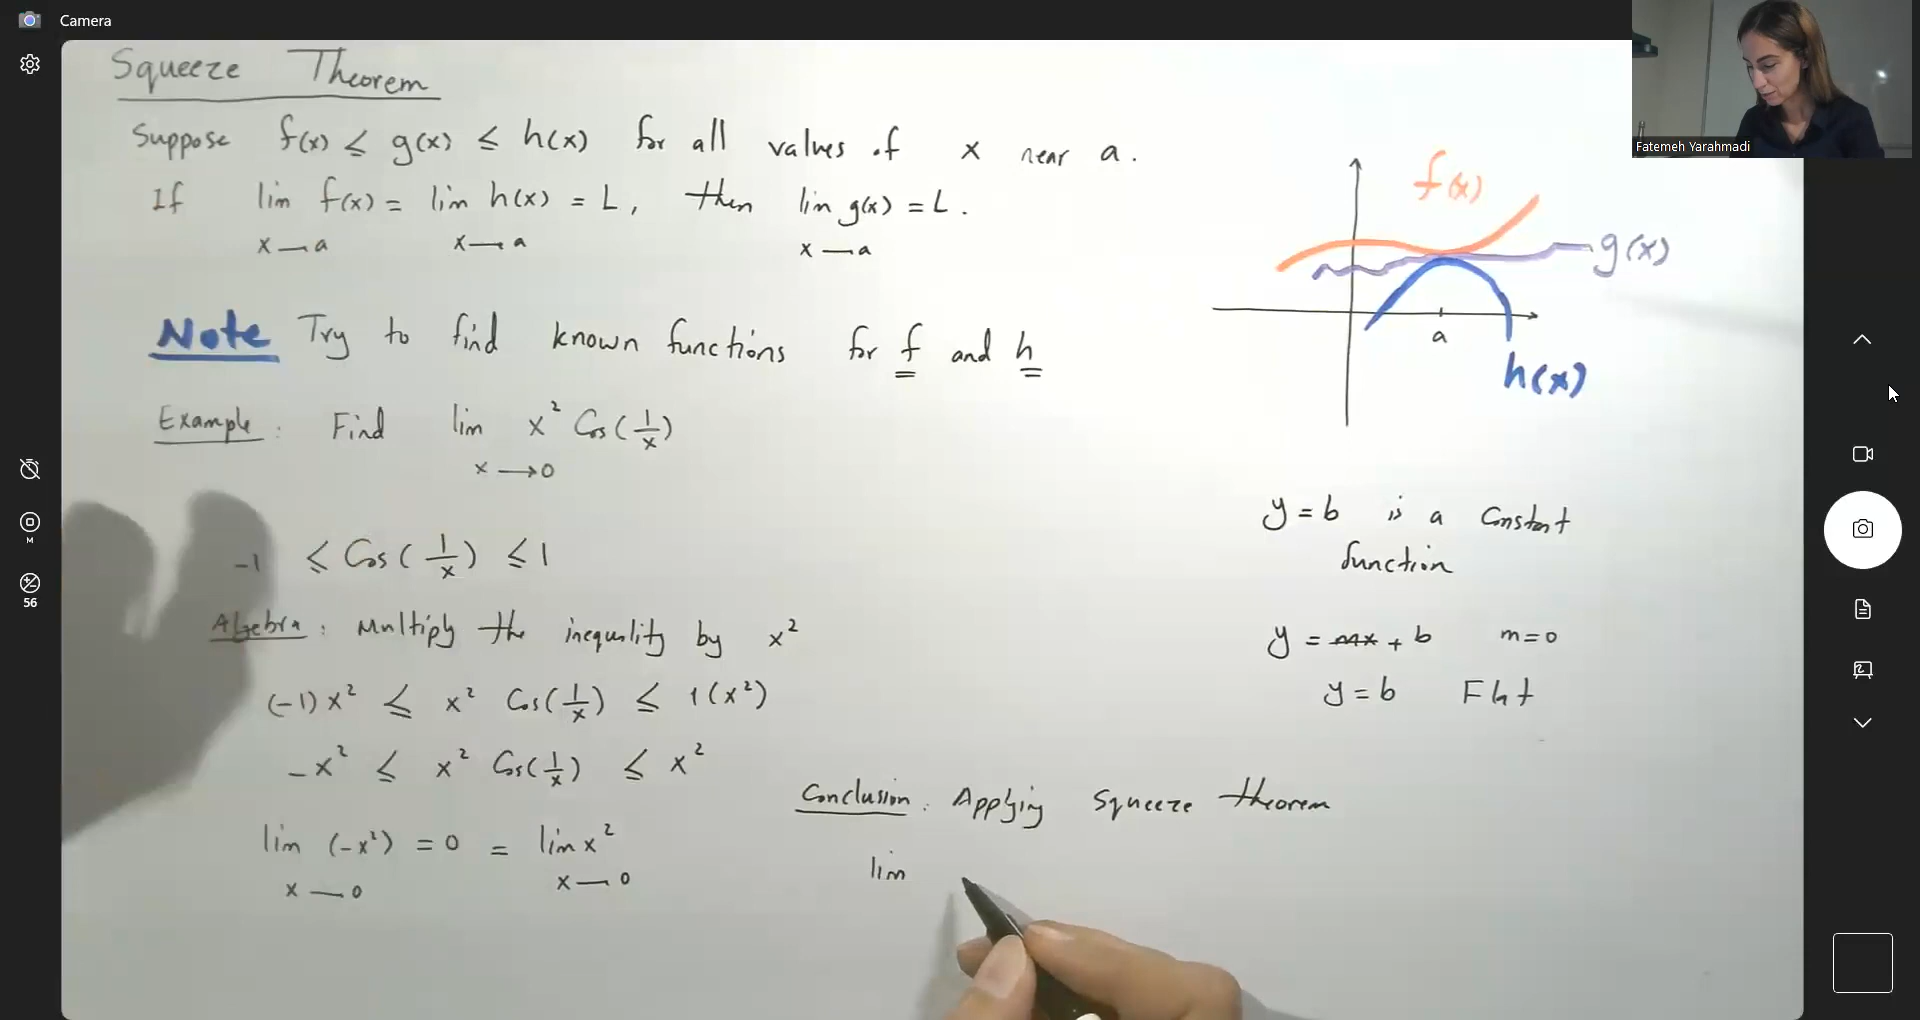 Camera
Fatemeh Yarahmadi
Squeeze Theorem
Suppose f(x) ≤ g(x) ≤ h(x) for all values of x near a.
If lim f(x) = lim h(x) = L, then lim g(x) = L.
x → a x → a x → a
Note Try to find known functions for f and h
Example: Find lim x² Cos(1/x)
x → 0
-1 ≤ Cos(1/x) ≤ 1
Algebra: Multiply the inequlity by x²
(-1)x² ≤ x² Cos(1/x) ≤ 1(x²)
-x² ≤ x² Cos(1/x) ≤ x²
lim (-x²) = 0 = lim x²
x → 0 x → 0
Conclusion: Applying Squeeze theorem
lim
f(x)
g(x)
a
h(x)
y = b is a Constant
function
y = mx + b m=0
y = b Flat
M
56